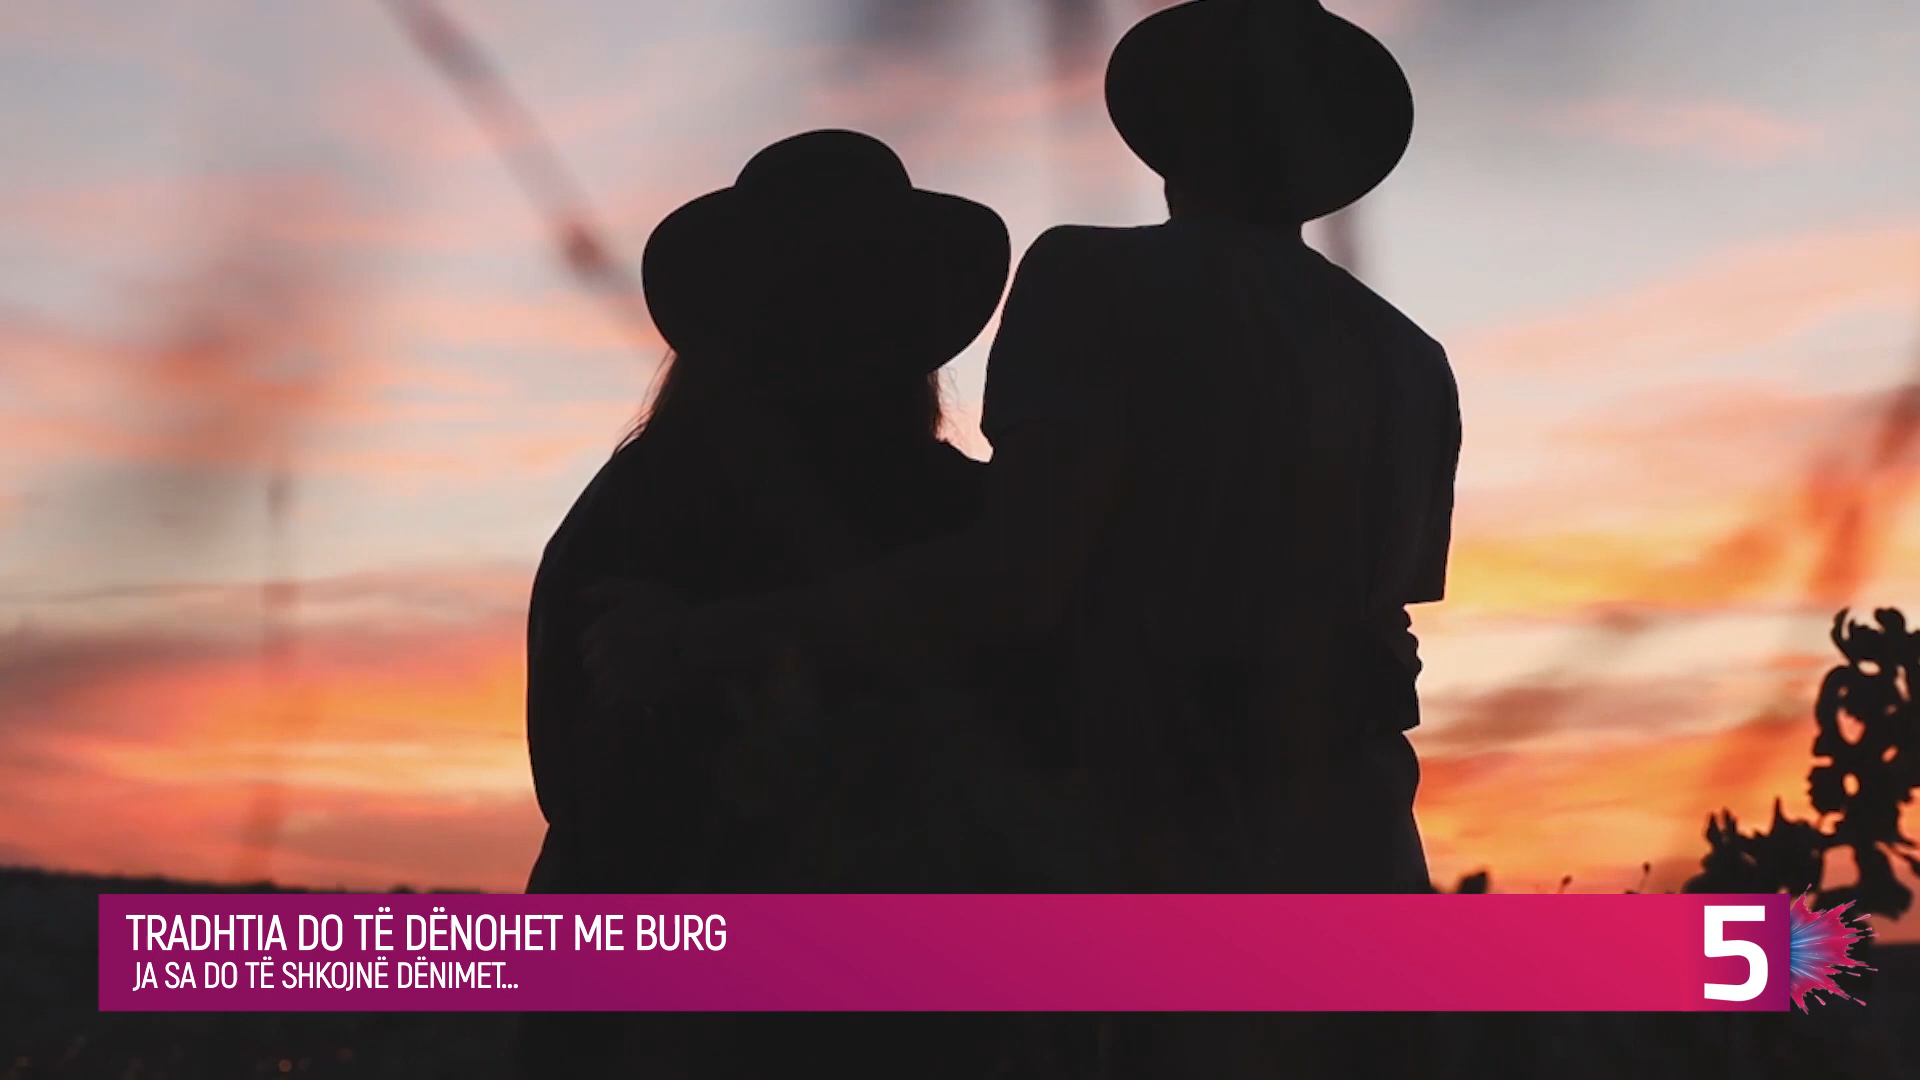 TRADHTIA DO TË DËNOHET ME BURG
JA SA DO TË SHKOJNË DËNIMET...
5